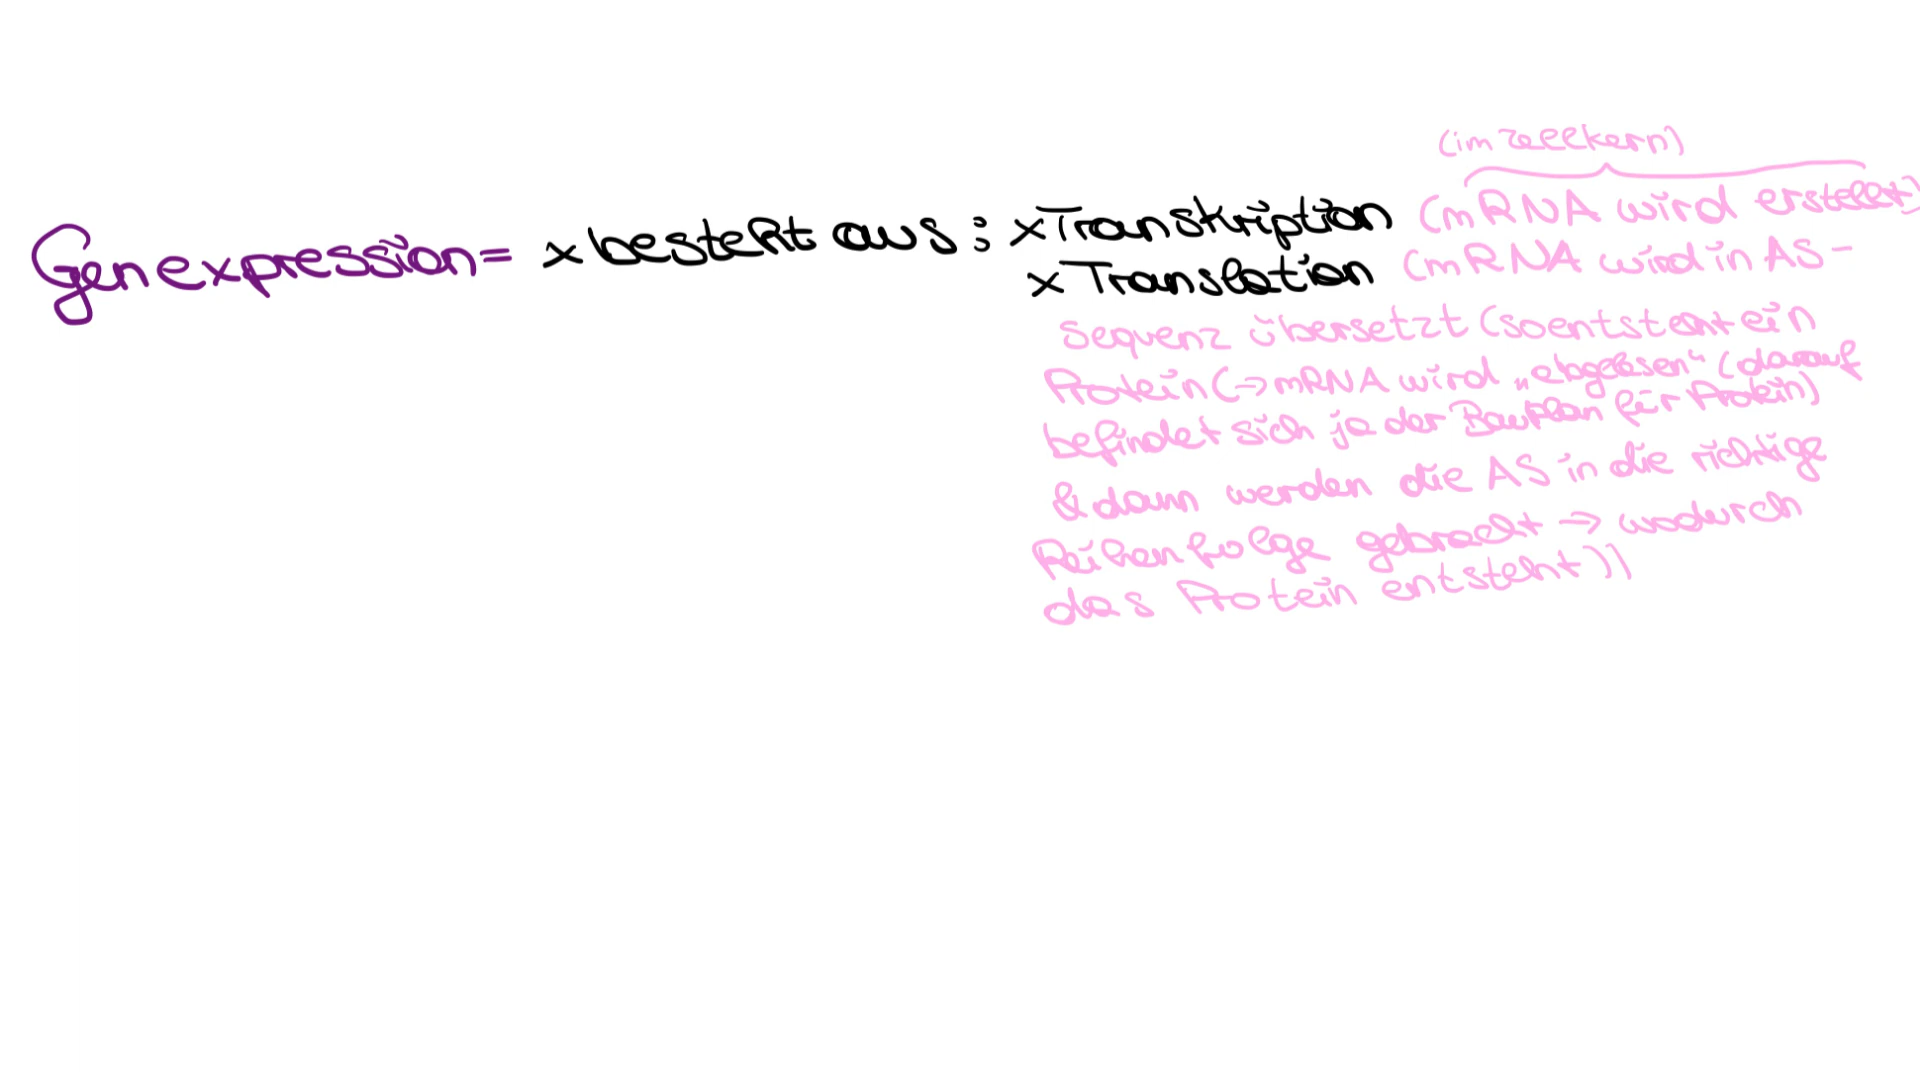 (im Zellkern)
Genexpression= x besteht aus: x Transkription (mRNA wird erstellt)
x Translation (mRNA wird in AS-
Sequenz übersetzt (so entsteht ein
Protein (→ mRNA wird „abgelesen“ (darauf
befindet sich ja der Bauplan für Protein)
& dann werden die AS in die richtige
Reihenfolge gebracht → wodurch
das Protein entsteht))